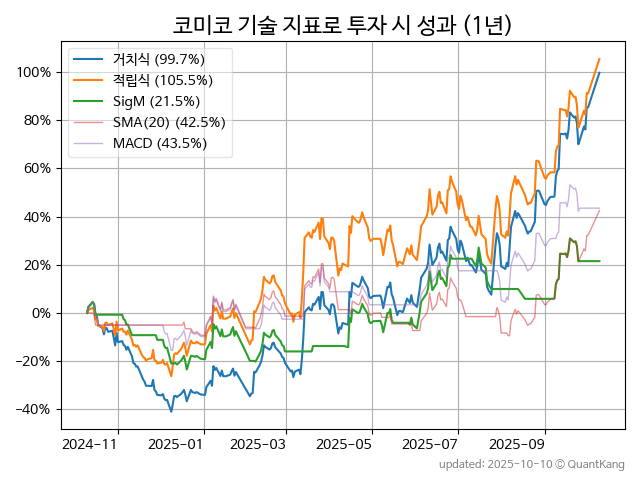 코미코 기술 지표로 투자 시 성과 (1년)
거치식 (99.7%)
적립식 (105.5%)
SigM (21.5%)
SMA(20) (42.5%)
MACD (43.5%)
100%
80%
60%
40%
20%
0%
−20%
−40%
2024-11 2025-01 2025-03 2025-05 2025-07 2025-09
updated: 2025-10-10 © QuantKang